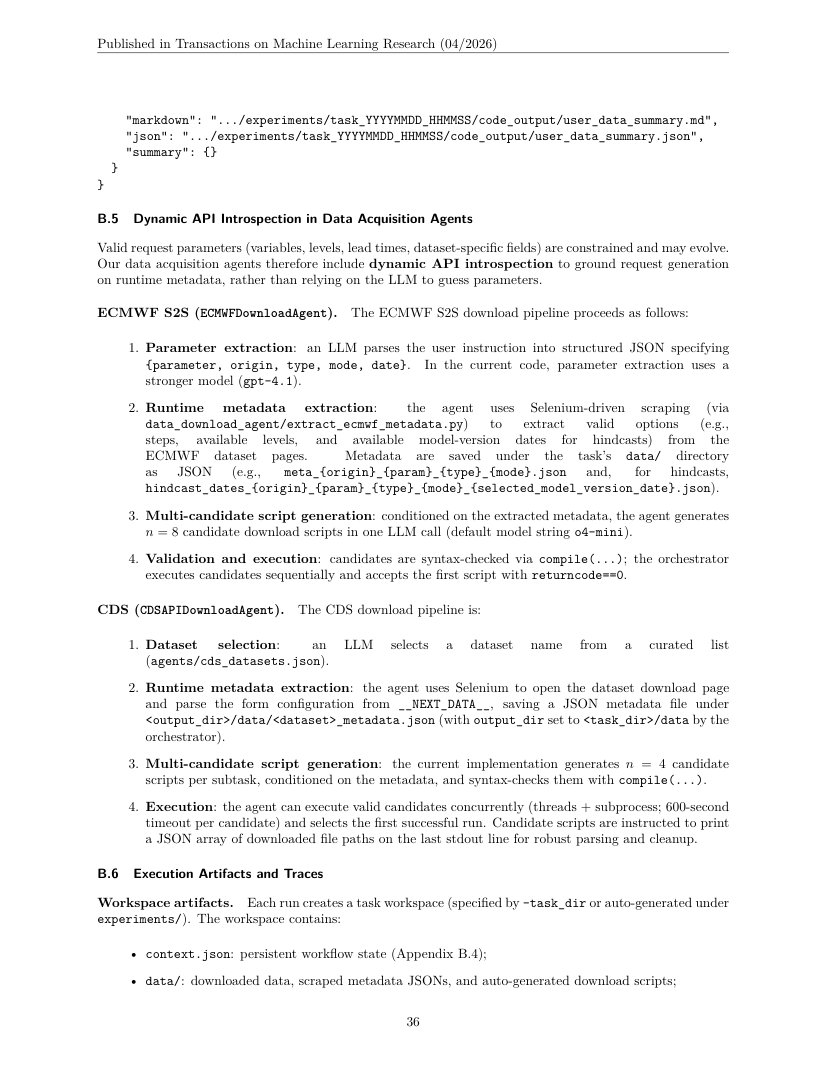 Published in Transactions on Machine Learning Research (04/2026)
"markdown": ".../experiments/task_YYYYMMDD_HHMMSS/code_output/user_data_summary.md",
"json": ".../experiments/task_YYYYMMDD_HHMMSS/code_output/user_data_summary.json",
"summary": {}
}
}
B.5 Dynamic API Introspection in Data Acquisition Agents
Valid request parameters (variables, levels, lead times, dataset-specific fields) are constrained and may evolve.
Our data acquisition agents therefore include dynamic API introspection to ground request generation
on runtime metadata, rather than relying on the LLM to guess parameters.
ECMWF S2S (ECMWFDownloadAgent). The ECMWF S2S download pipeline proceeds as follows:
1. Parameter extraction: an LLM parses the user instruction into structured JSON specifying
{parameter, origin, type, mode, date}. In the current code, parameter extraction uses a
stronger model (gpt-4.1).
2. Runtime metadata extraction: the agent uses Selenium-driven scraping (via
data_download_agent/extract_ecmwf_metadata.py) to extract valid options (e.g.,
steps, available levels, and available model-version dates for hindcasts) from the
ECMWF dataset pages. Metadata are saved under the task's data/ directory
as JSON (e.g., meta_{origin}_{param}_{type}_{mode}.json and, for hindcasts,
hindcast_dates_{origin}_{param}_{type}_{mode}_{selected_model_version_date}.json).
3. Multi-candidate script generation: conditioned on the extracted metadata, the agent generates
n = 8 candidate download scripts in one LLM call (default model string o4-mini).
4. Validation and execution: candidates are syntax-checked via compile(...); the orchestrator
executes candidates sequentially and accepts the first script with returncode==0.
CDS (CDSAPIDownloadAgent). The CDS download pipeline is:
1. Dataset selection: an LLM selects a dataset name from a curated list
(agents/cds_datasets.json).
2. Runtime metadata extraction: the agent uses Selenium to open the dataset download page
and parse the form configuration from __NEXT_DATA__, saving a JSON metadata file under
<output_dir>/data/<dataset>_metadata.json (with output_dir set to <task_dir>/data by the
orchestrator).
3. Multi-candidate script generation: the current implementation generates n = 4 candidate
scripts per subtask, conditioned on the metadata, and syntax-checks them with compile(...).
4. Execution: the agent can execute valid candidates concurrently (threads + subprocess; 600-second
timeout per candidate) and selects the first successful run. Candidate scripts are instructed to print
a JSON array of downloaded file paths on the last stdout line for robust parsing and cleanup.
B.6 Execution Artifacts and Traces
Workspace artifacts. Each run creates a task workspace (specified by -task_dir or auto-generated under
experiments/). The workspace contains:
• context.json: persistent workflow state (Appendix B.4);
• data/: downloaded data, scraped metadata JSONs, and auto-generated download scripts;
36